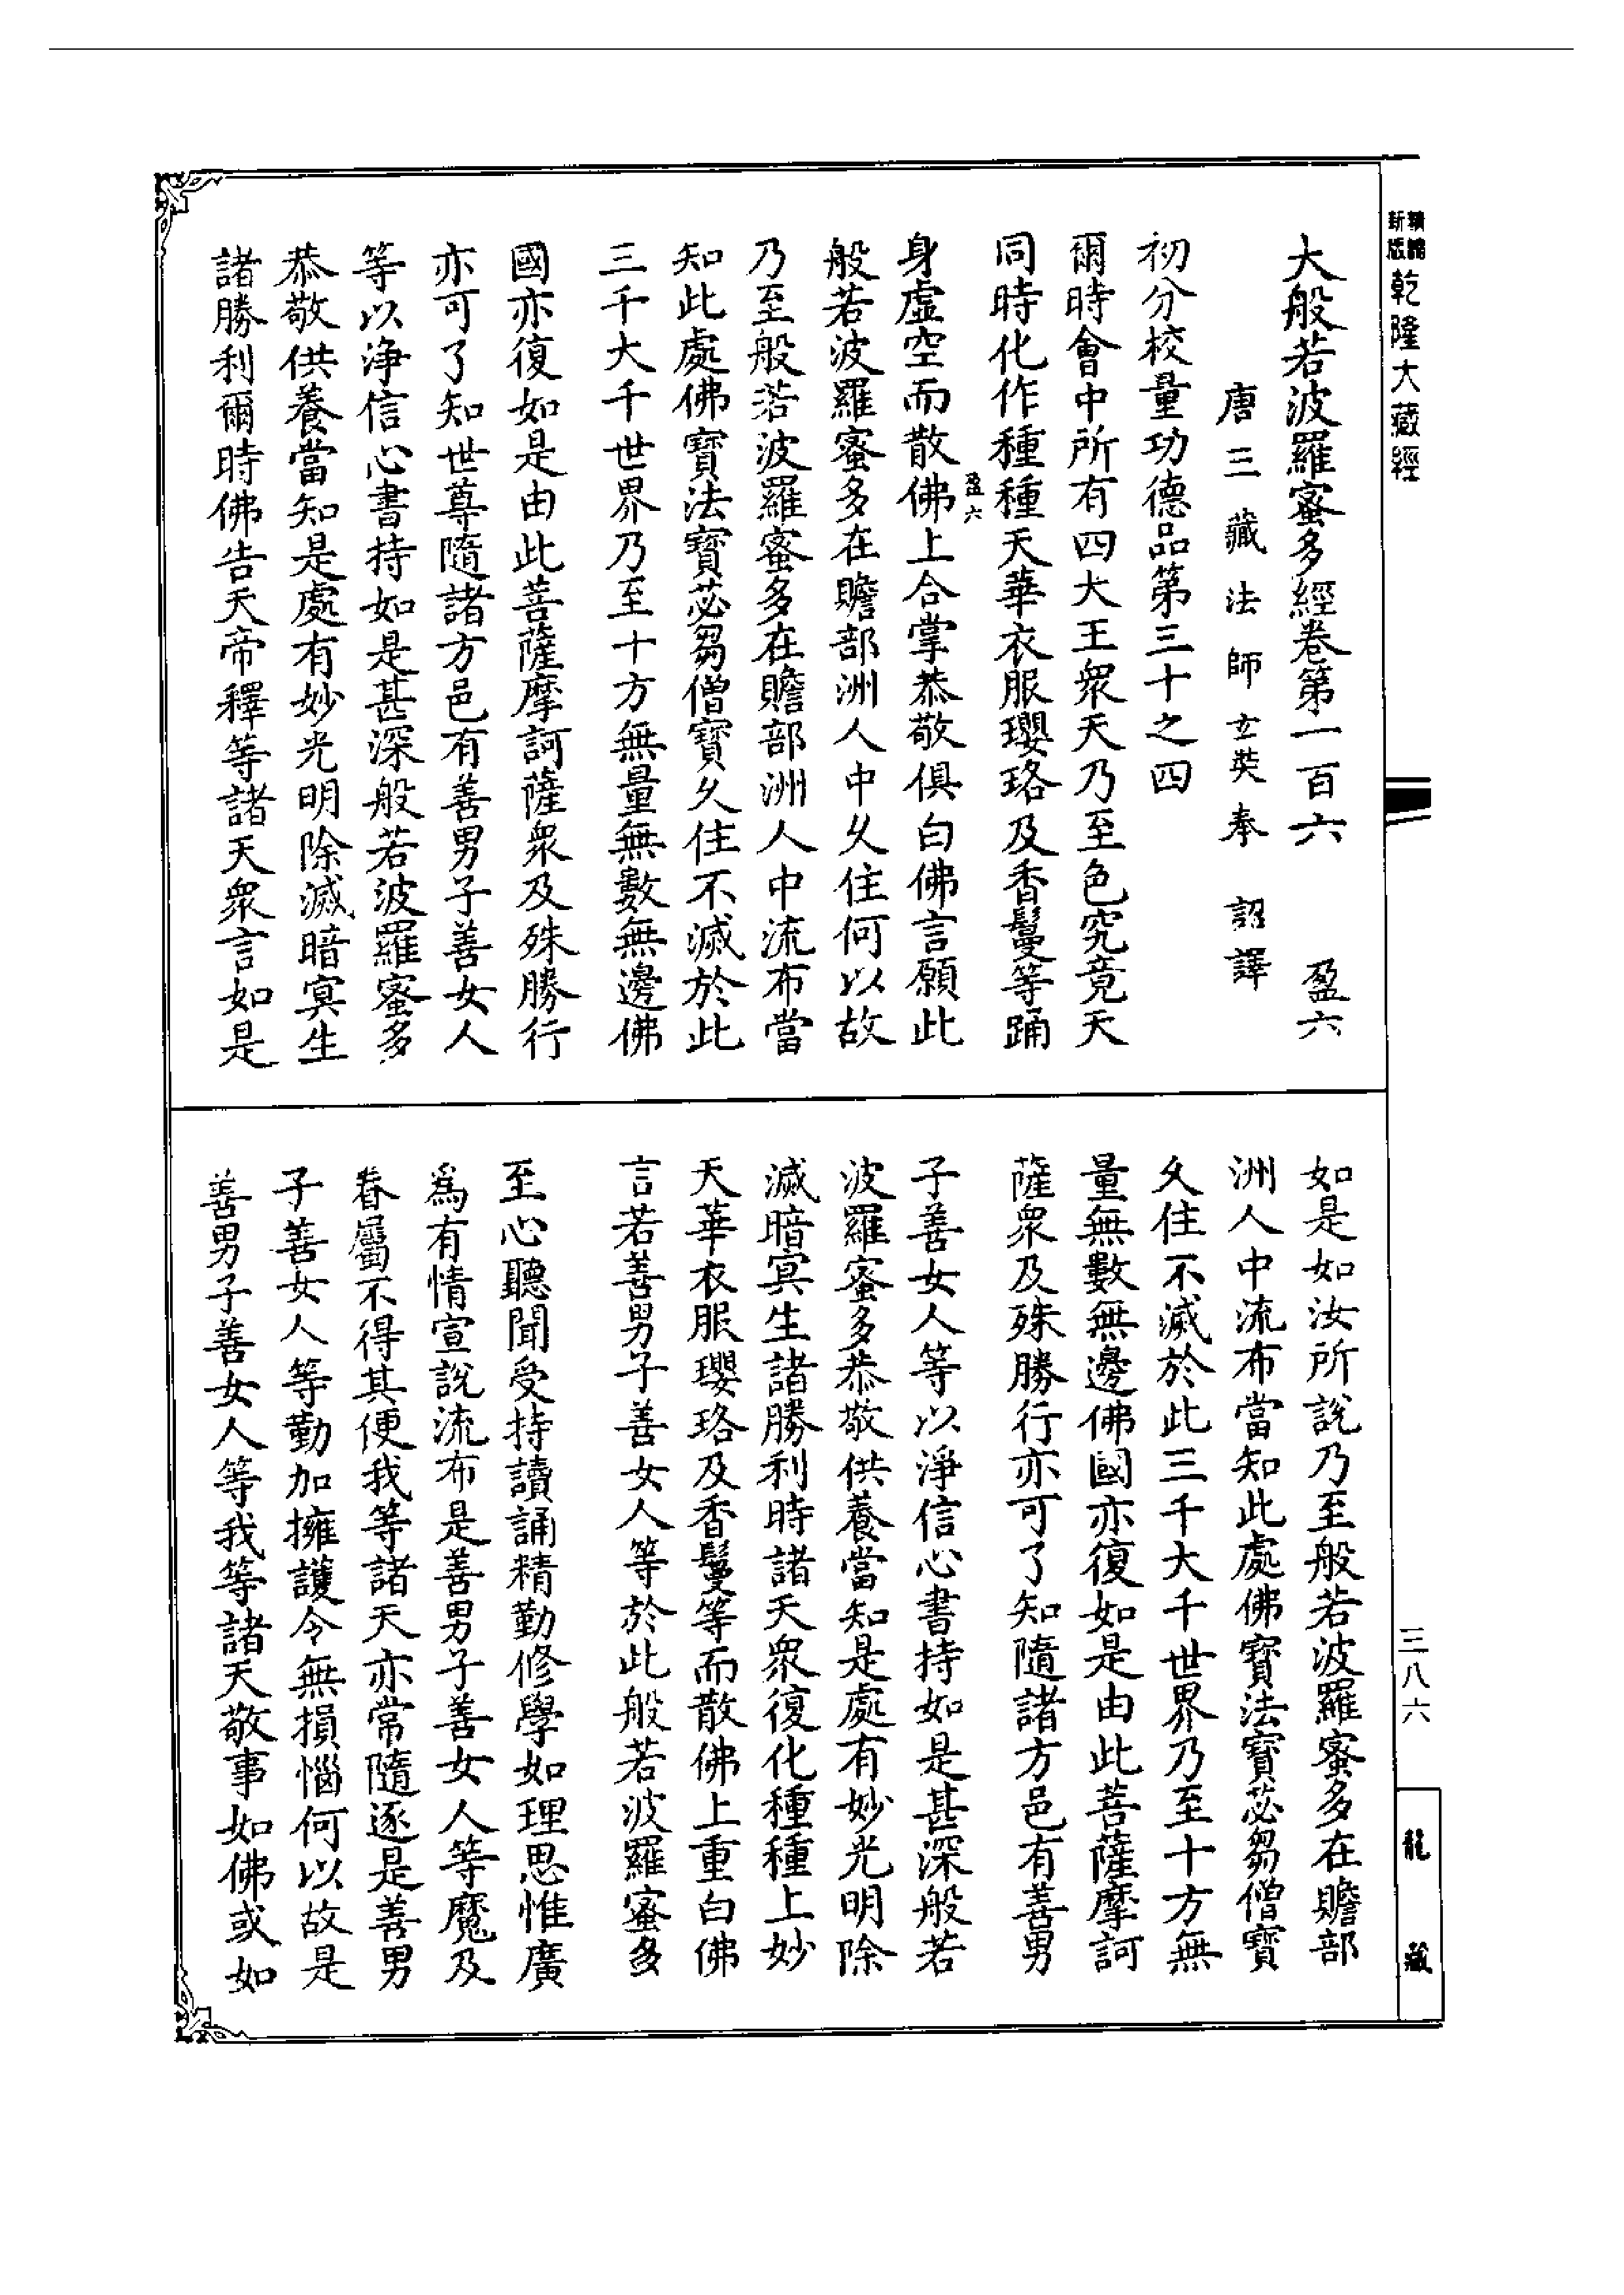 新版精縮乾隆大藏經
大般若波羅蜜多經卷第一百六 盈六
唐三藏法師玄奘奉 詔譯
初分校量功德品第三十之四
爾時會中所有四大王衆天乃至色究竟天
同時化作種種天華衣服瓔珞及香鬘等踊
盈六
身虛空而散佛上合掌恭敬俱白佛言願此
般若波羅蜜多在贍部洲人中久住何以故
乃至般若波羅蜜多在贍部洲人中流布當
知此處佛寶法寶苾芻僧寶久住不滅於此
三千大千世界乃至十方無量無數無邊佛
國亦復如是由此菩薩摩訶薩衆及殊勝行
亦可了知世尊隨諸方邑有善男子善女人
等以淨信心書持如是甚深般若波羅蜜多
恭敬供養當知是處有妙光明除滅暗冥生
諸勝利爾時佛告天帝釋等諸天衆言如是
如是如汝所說乃至般若波羅蜜多在贍部
洲人中流布當知此處佛寶法寶苾芻僧寶
久住不滅於此三千大千世界乃至十方無
量無數無邊佛國亦復如是由此菩薩摩訶
薩衆及殊勝行亦可了知隨諸方邑有善男
子善女人等以淨信心書持如是甚深般若
波羅蜜多恭敬供養當知是處有妙光明除
滅暗冥生諸勝利時諸天衆復化種種上妙
天華衣服瓔珞及香鬘等而散佛上重白佛
言若善男子善女人等於此般若波羅蜜多
至心聽聞受持讀誦精勤修學如理思惟廣
爲有情宣說流布是善男子善女人等魔及
眷屬不得其便我等諸天亦常隨逐是善男
子善女人等勤加擁護令無損惱何以故是
善男子善女人等我等諸天敬事如佛或如
三八六
龍藏